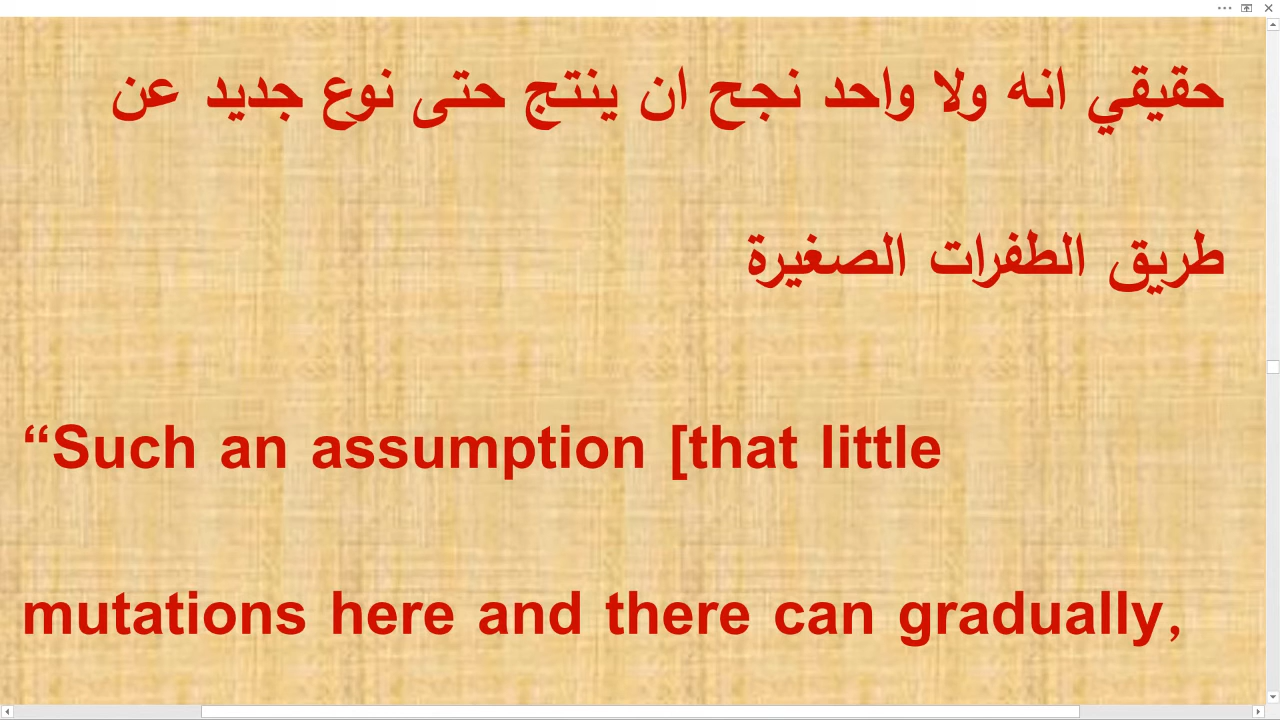 حقيقي انه ولا واحد نجح ان ينتج حتى نوع جديد عن
طريق الطفرات الصغيرة
“Such an assumption [that little
mutations here and there can gradually,